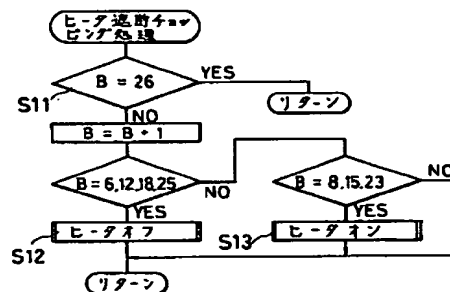 ヒータ遮断チョッ
ピング処理
B = 26
YES
S11
リターン
NO
B = B + 1
B=6,12,18,25
NO
B=8,15,23
NO
YES
YES
ヒータオフ
ヒータオン
S12
S13
リターン